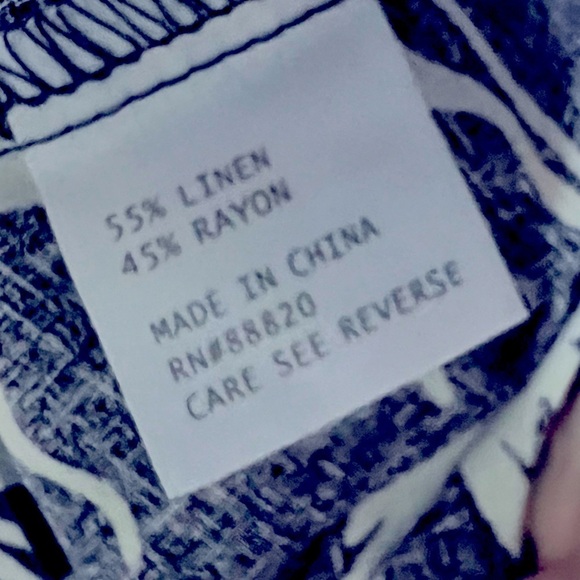 55% LINEN
45% RAYON
MADE IN CHINA
RN#88820
CARE SEE REVERSE